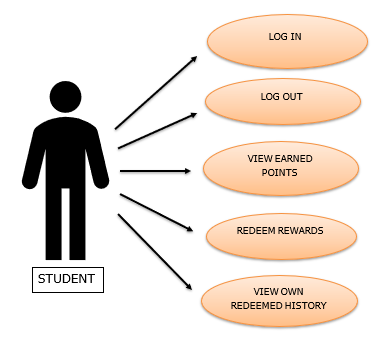 LOG IN
LOG OUT
VIEW EARNED
POINTS
REDEEM REWARDS
STUDENT
VIEW OWN
REDEEMED HISTORY